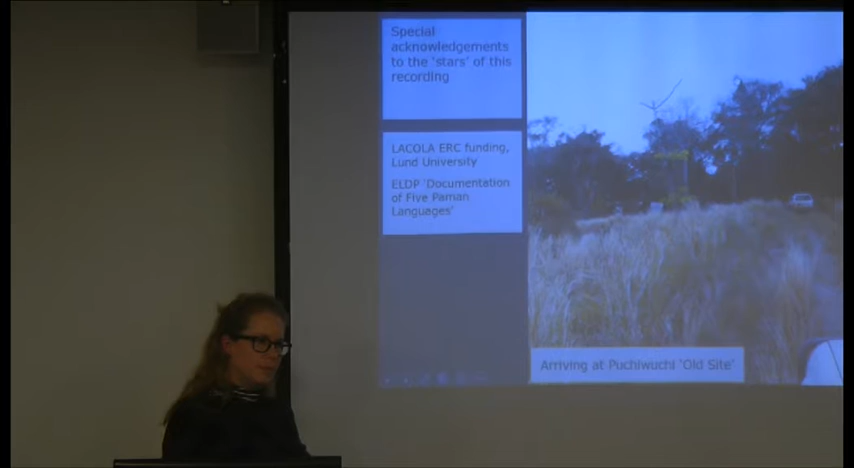 Special
acknowledgements
to the 'stars' of this
recording
LACOLA ERC funding,
Lund University
ELDP 'Documentation
of Five Paman
Languages'
Arriving at Puchiwuchi 'Old Site'